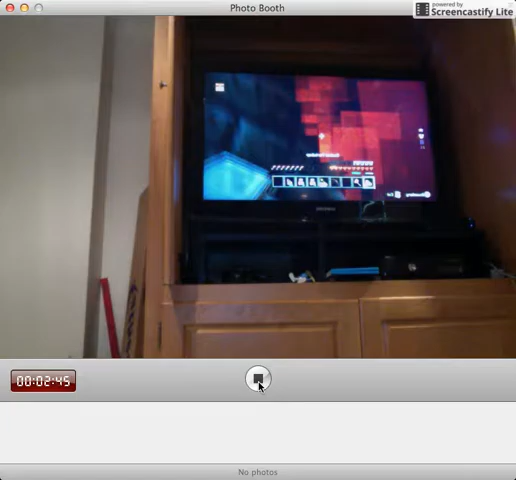 Photo Booth
powered by
Screencastify Lite
00:02:45
No photos